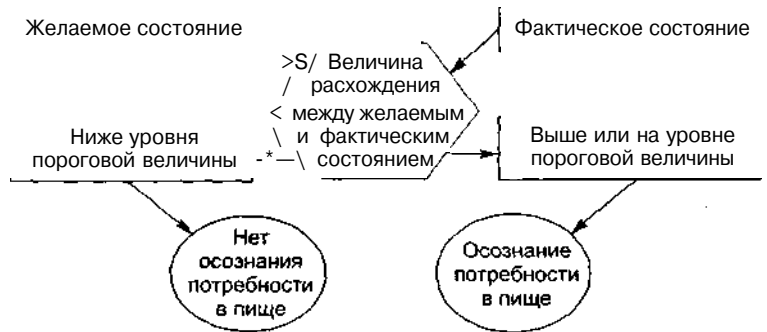 Желаемое состояние
Фактическое состояние
>S/ Величина
/ расхождения
< между желаемым
\ и фактическим
-*—\ состоянием
Ниже уровня
пороговой величины
Выше или на уровне
пороговой величины
Нет
осознания
потребности
в пище
Осознание
потребности
в пище